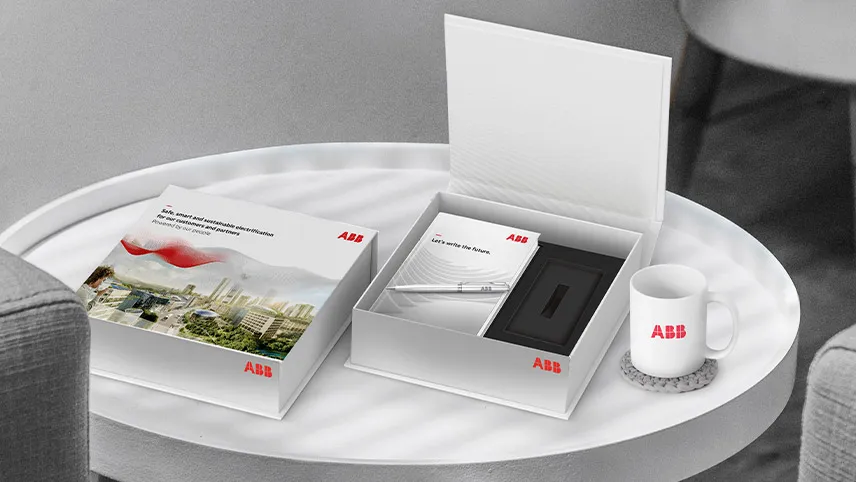 Safe, smart and sustainable electrification
for our customers and partners
Powered by our people
ABB
ABB
Let's write the future.
ABB
ABB
ABB
ABB